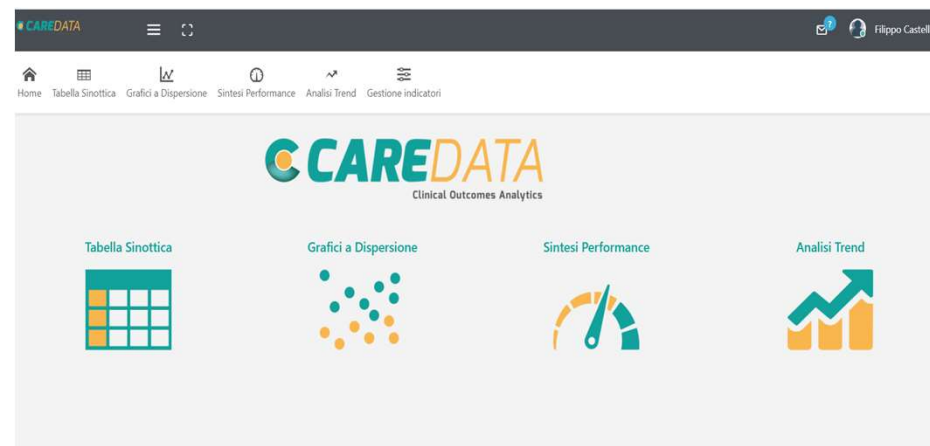 CAREDATA
?
Filippo Castell
Home Tabella Sinottica Grafici a Dispersione Sintesi Performance Analisi Trend Gestione indicatori
CAREDATA
Clinical Outcomes Analytics
Tabella Sinottica Grafici a Dispersione Sintesi Performance Analisi Trend